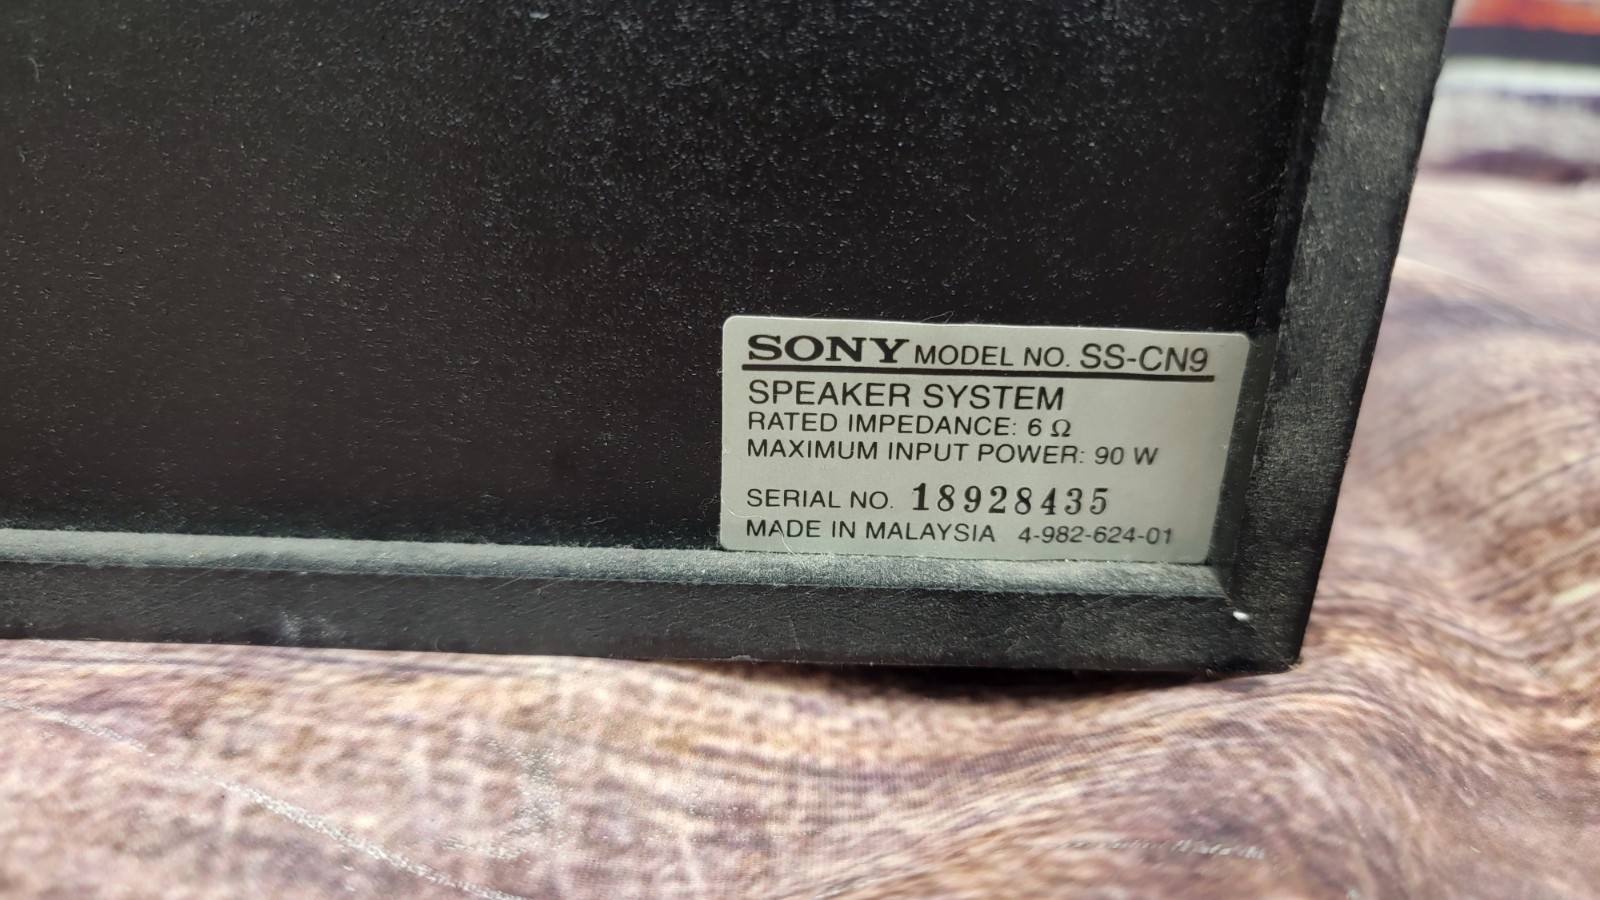 SONY MODEL NO. SS-CN9
SPEAKER SYSTEM
RATED IMPEDANCE: 6 Ω
MAXIMUM INPUT POWER: 90 W
SERIAL NO. 18928435
MADE IN MALAYSIA 4-982-624-01